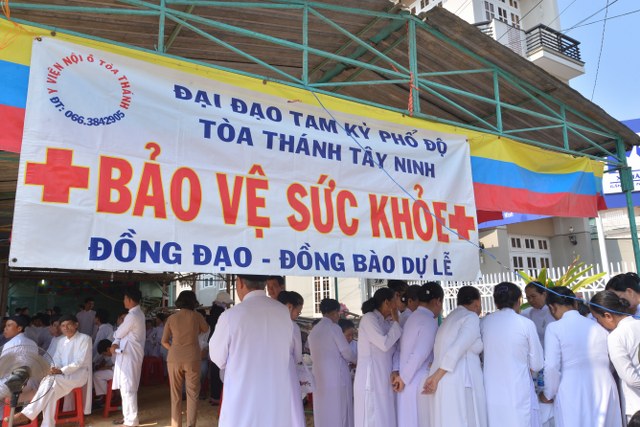 Y VIỆN NỘI Ô TÒA THÁNH
ĐT: 066.3842905
ĐẠI ĐẠO TAM KỲ PHỔ ĐỘ
TÒA THÁNH TÂY NINH
BẢO VỆ SỨC KHỎE
ĐỒNG ĐẠO - ĐỒNG BÀO DỰ LỄ